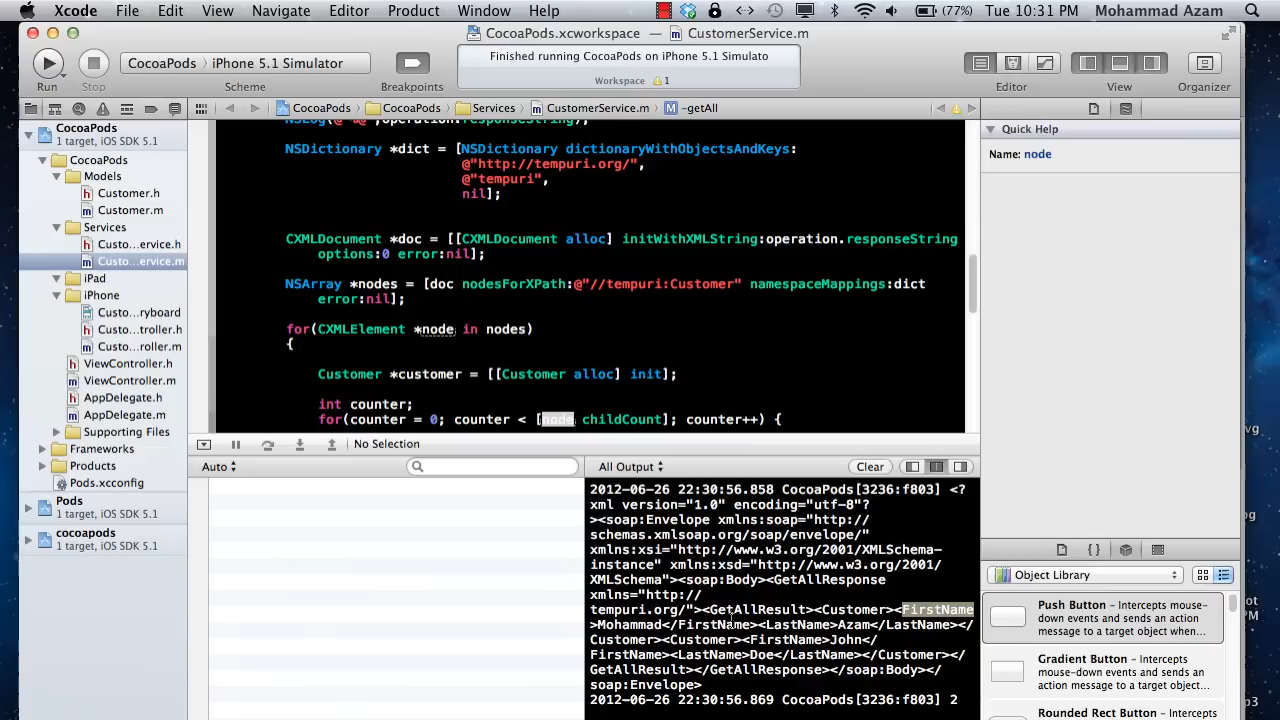 Xcode File Edit View Navigate Editor Product Window Help (77%) Tue 10:31 PM Mohammad Azam
CocoaPods.xcworkspace — CustomerService.m
CocoaPods iPhone 5.1 Simulator
Finished running CocoaPods on iPhone 5.1 Simulato
Workspace 1
Run Stop Scheme Breakpoints Editor View Organizer
CocoaPods CocoaPods Services CustomerService.m M -getAll
CocoaPods
1 target, iOS SDK 5.1
CocoaPods
Models
h Customer.h
m Customer.m
Services
h Custo...ervice.h
m Custo...ervice.m
iPad
iPhone
Custo...ryboard
h Custo...troller.h
m Custo...roller.m
h ViewController.h
m ViewController.m
h AppDelegate.h
m AppDelegate.m
Supporting Files
Frameworks
Products
Pods.xcconfig
Pods
1 target, iOS SDK 5.1
cocoapods
1 target, iOS SDK 5.1
NSLog(@"%@",operation.responseString);
NSDictionary *dict = [NSDictionary dictionaryWithObjectsAndKeys:
@"http://tempuri.org/",
@"tempuri",
nil];
CXMLDocument *doc = [[CXMLDocument alloc] initWithXMLString:operation.responseString
options:0 error:nil];
NSArray *nodes = [doc nodesForXPath:@"//tempuri:Customer" namespaceMappings:dict
error:nil];
for(CXMLElement *node in nodes)
{
Customer *customer = [[Customer alloc] init];
int counter;
for(counter = 0; counter < [node childCount]; counter++) {
No Selection
Auto
All Output
Clear
2012-06-26 22:30:56.858 CocoaPods[3236:f803] <?
xml version="1.0" encoding="utf-8"?
><soap:Envelope xmlns:soap="http://
schemas.xmlsoap.org/soap/envelope/"
xmlns:xsi="http://www.w3.org/2001/XMLSchema-
instance" xmlns:xsd="http://www.w3.org/2001/
XMLSchema"><soap:Body><GetAllResponse
xmlns="http://
tempuri.org/"><GetAllResult><Customer><FirstName
>Mohammad</FirstName><LastName>Azam</LastName></
Customer><Customer><FirstName>John</
FirstName><LastName>Doe</LastName></Customer></
GetAllResult></GetAllResponse></soap:Body></
soap:Envelope>
2012-06-26 22:30:56.869 CocoaPods[3236:f803] 2
Quick Help
Name: node
{ }
Object Library
Push Button – Intercepts mouse-
down events and sends an action
message to a target object when...
Gradient Button – Intercepts
mouse-down events and sends an
action message to a target object...
Rounded Rect Button – Intercepts
vg
og
ot
PM
p3